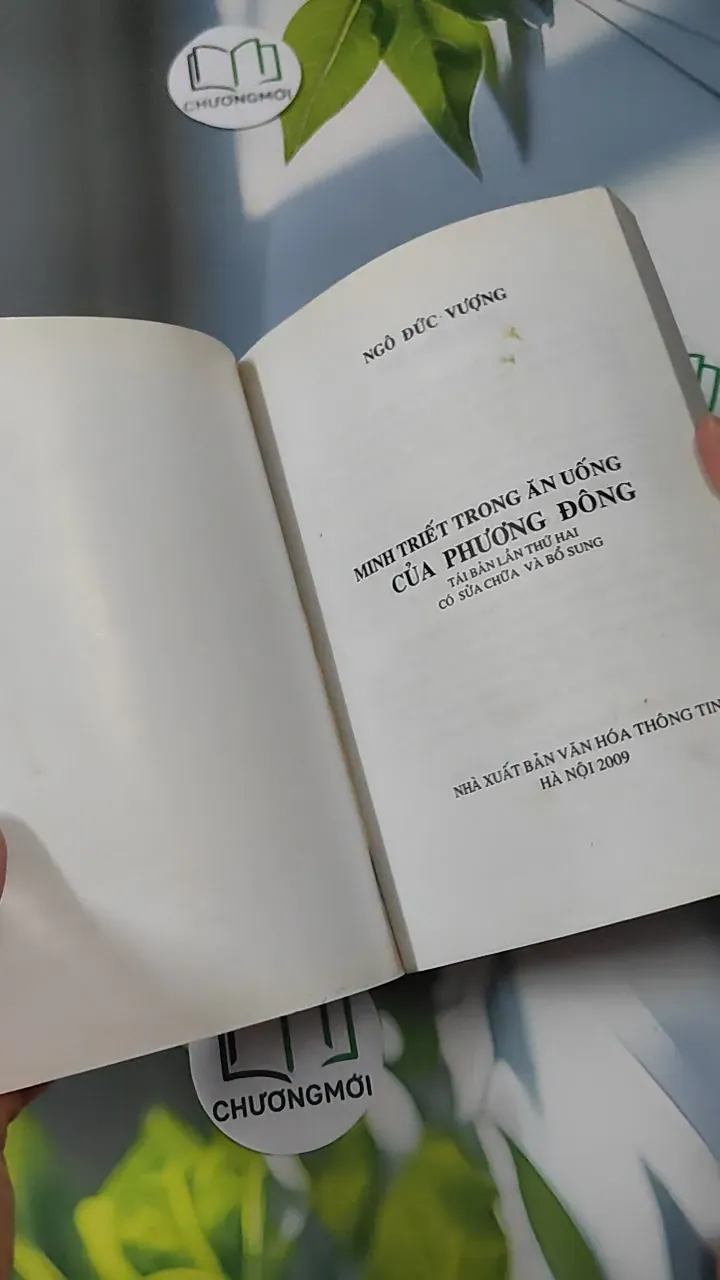 CHƯƠNGMỚI
NGÔ ĐỨC VƯỢNG
MINH TRIẾT TRONG ĂN UỐNG
CỦA PHƯƠNG ĐÔNG
TÁI BẢN LẦN THỨ HAI
CÓ SỬA CHỮA VÀ BỔ SUNG
NHÀ XUẤT BẢN VĂN HÓA THÔNG TIN
HÀ NỘI 2009
CHƯƠNGMỚI